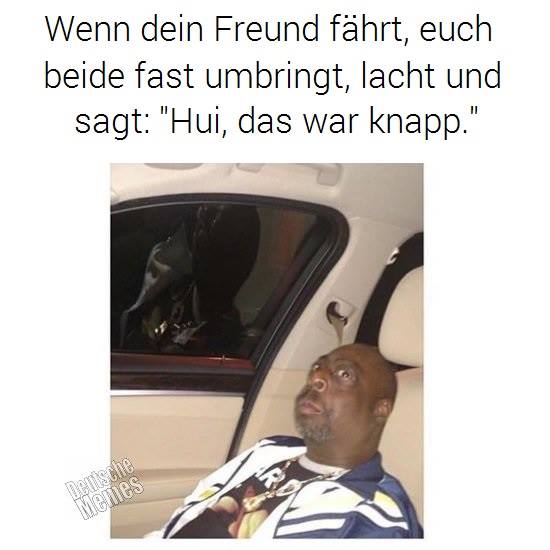 Wenn dein Freund fährt, euch
beide fast umbringt, lacht und
sagt: "Hui, das war knapp."
Deutsche
Memes